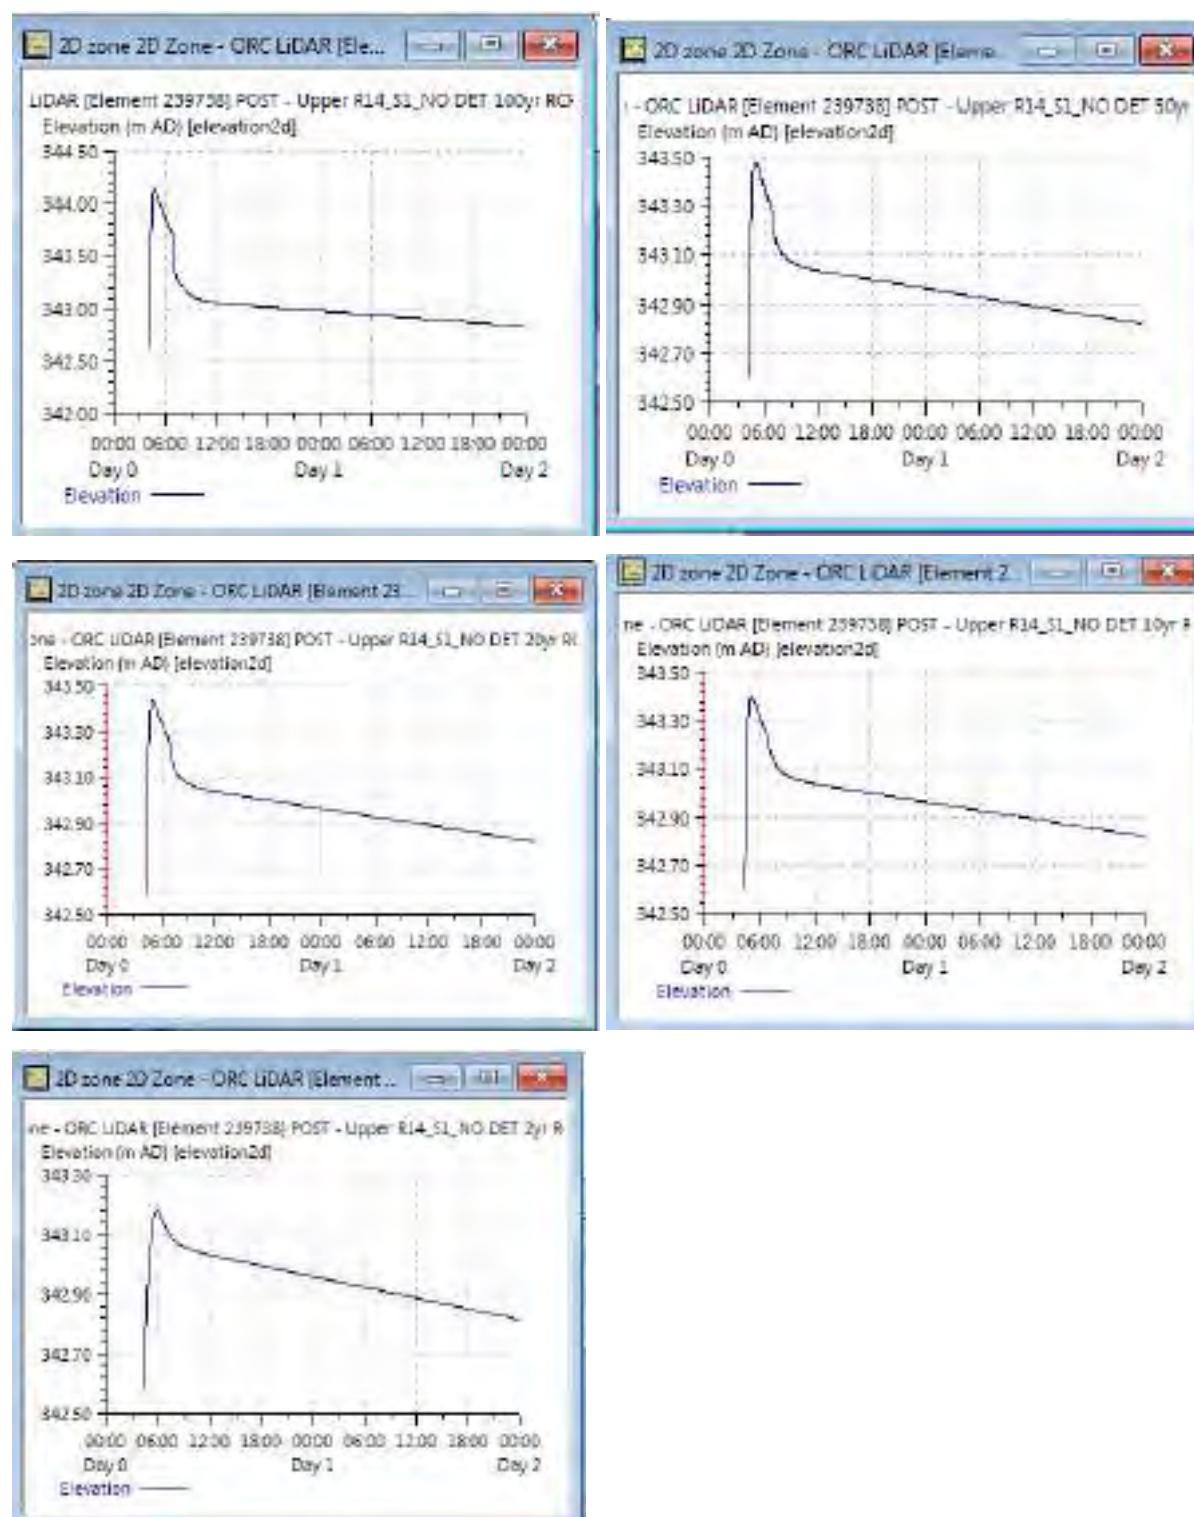 2D zone 2D Zone - ORC LiDAR [Ele...
LiDAR [Element 239738] POST - Upper R14_S1_NO DET 100yr RCP
Elevation (m AD) [elevation2d]
344.50
344.00
343.50
343.00
342.50
342.00
00:00 06:00 12:00 18:00 00:00 06:00 12:00 18:00 00:00
Day 0 Day 1 Day 2
Elevation
2D zone 2D Zone - ORC LiDAR [Eleme...
- ORC LiDAR [Element 239738] POST - Upper R14_S1_NO DET 50yr
Elevation (m AD) [elevation2d]
343.50
343.30
343.10
342.90
342.70
342.50
00:00 06:00 12:00 18:00 00:00 06:00 12:00 18:00 00:00
Day 0 Day 1 Day 2
Elevation
2D zone 2D Zone - ORC LiDAR [Element 23...
one - ORC LiDAR [Element 239738] POST - Upper R14_S1_NO DET 20yr RC
Elevation (m AD) [elevation2d]
343.50
343.30
343.10
342.90
342.70
342.50
00:00 06:00 12:00 18:00 00:00 06:00 12:00 18:00 00:00
Day 0 Day 1 Day 2
Elevation
2D zone 2D Zone - ORC LiDAR [Element 2...
ne - ORC LiDAR [Element 239738] POST - Upper R14_S1_NO DET 10yr R
Elevation (m AD) [elevation2d]
343.50
343.30
343.10
342.90
342.70
342.50
00:00 06:00 12:00 18:00 00:00 06:00 12:00 18:00 00:00
Day 0 Day 1 Day 2
Elevation
2D zone 2D Zone - ORC LiDAR [Element ...
ne - ORC LiDAR [Element 239738] POST - Upper R14_S1_NO DET 2yr R
Elevation (m AD) [elevation2d]
343.30
343.10
342.90
342.70
342.50
00:00 06:00 12:00 18:00 00:00 06:00 12:00 18:00 00:00
Day 0 Day 1 Day 2
Elevation